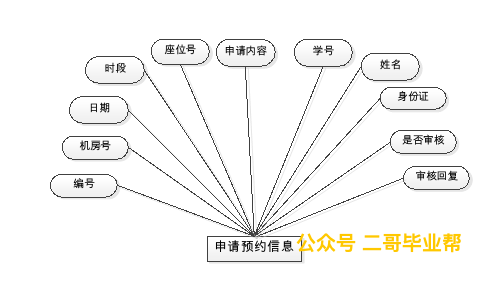 座位号
申请内容
学号
时段
姓名
日期
身份证
机房号
是否审核
编号
审核回复
申请预约信息
公众号 二哥毕业帮